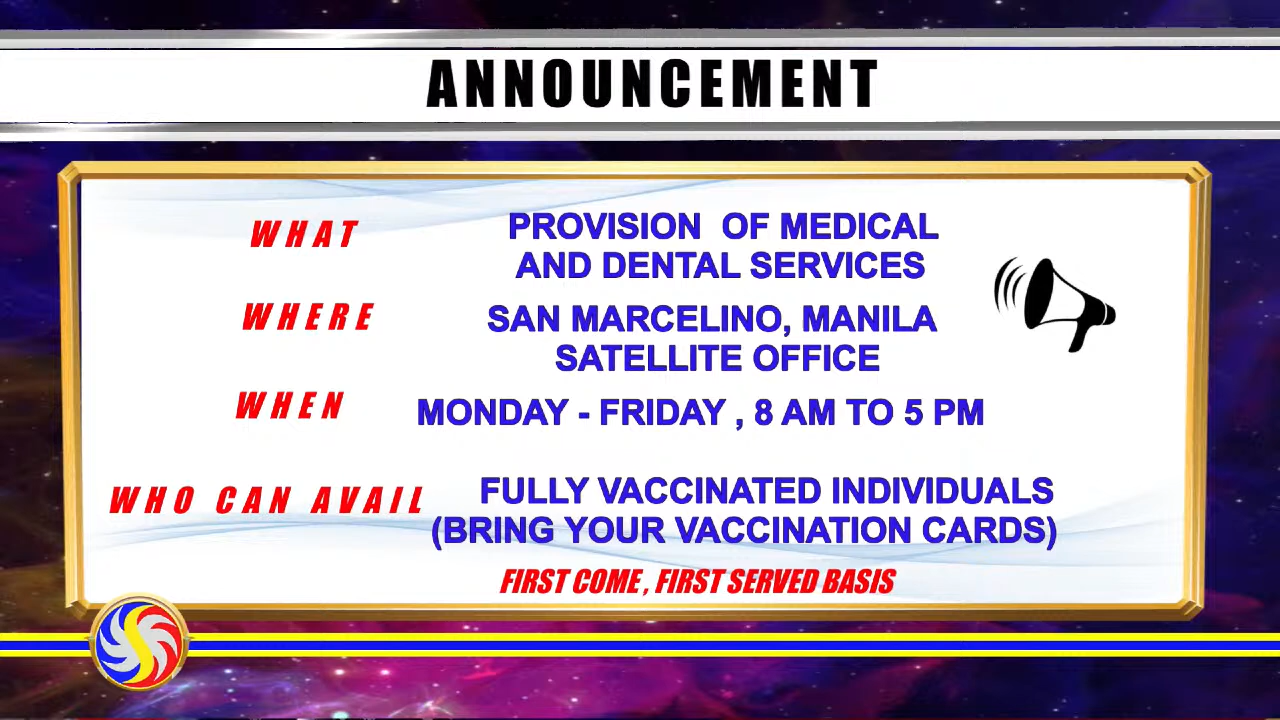 ANNOUNCEMENT
WHAT
PROVISION OF MEDICAL
AND DENTAL SERVICES
WHERE
SAN MARCELINO, MANILA
SATELLITE OFFICE
WHEN
MONDAY - FRIDAY , 8 AM TO 5 PM
WHO CAN AVAIL
FULLY VACCINATED INDIVIDUALS
(BRING YOUR VACCINATION CARDS)
FIRST COME , FIRST SERVED BASIS